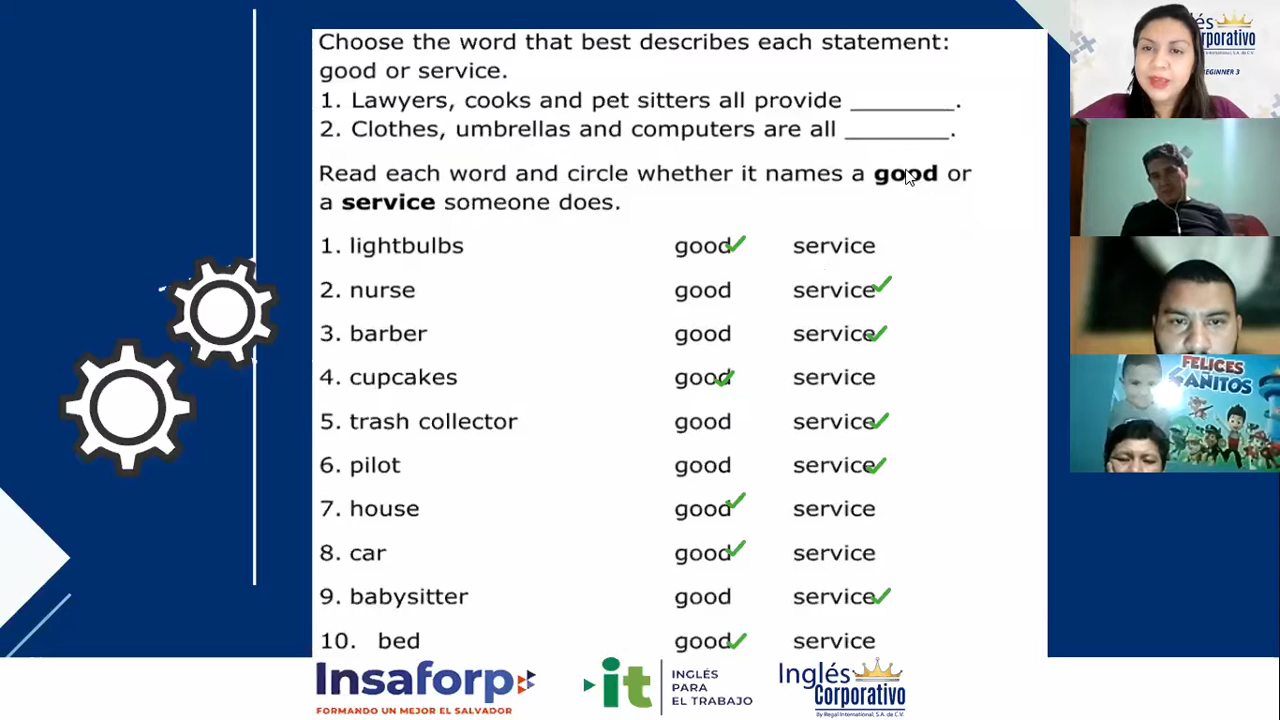 Choose the word that best describes each statement:
good or service.
1. Lawyers, cooks and pet sitters all provide ________.
2. Clothes, umbrellas and computers are all ________.
Read each word and circle whether it names a good or
a service someone does.
1. lightbulbs good service
2. nurse good service
3. barber good service
4. cupcakes good service
5. trash collector good service
6. pilot good service
7. house good service
8. car good service
9. babysitter good service
10. bed good service
Insaforp
FORMANDO UN MEJOR EL SALVADOR
it
INGLÉS
PARA
EL TRABAJO
Inglés
Corporativo
By Regal International, S.A. de C.V.
és
rporativo
EGINNER 3
FELICES
AÑITOS